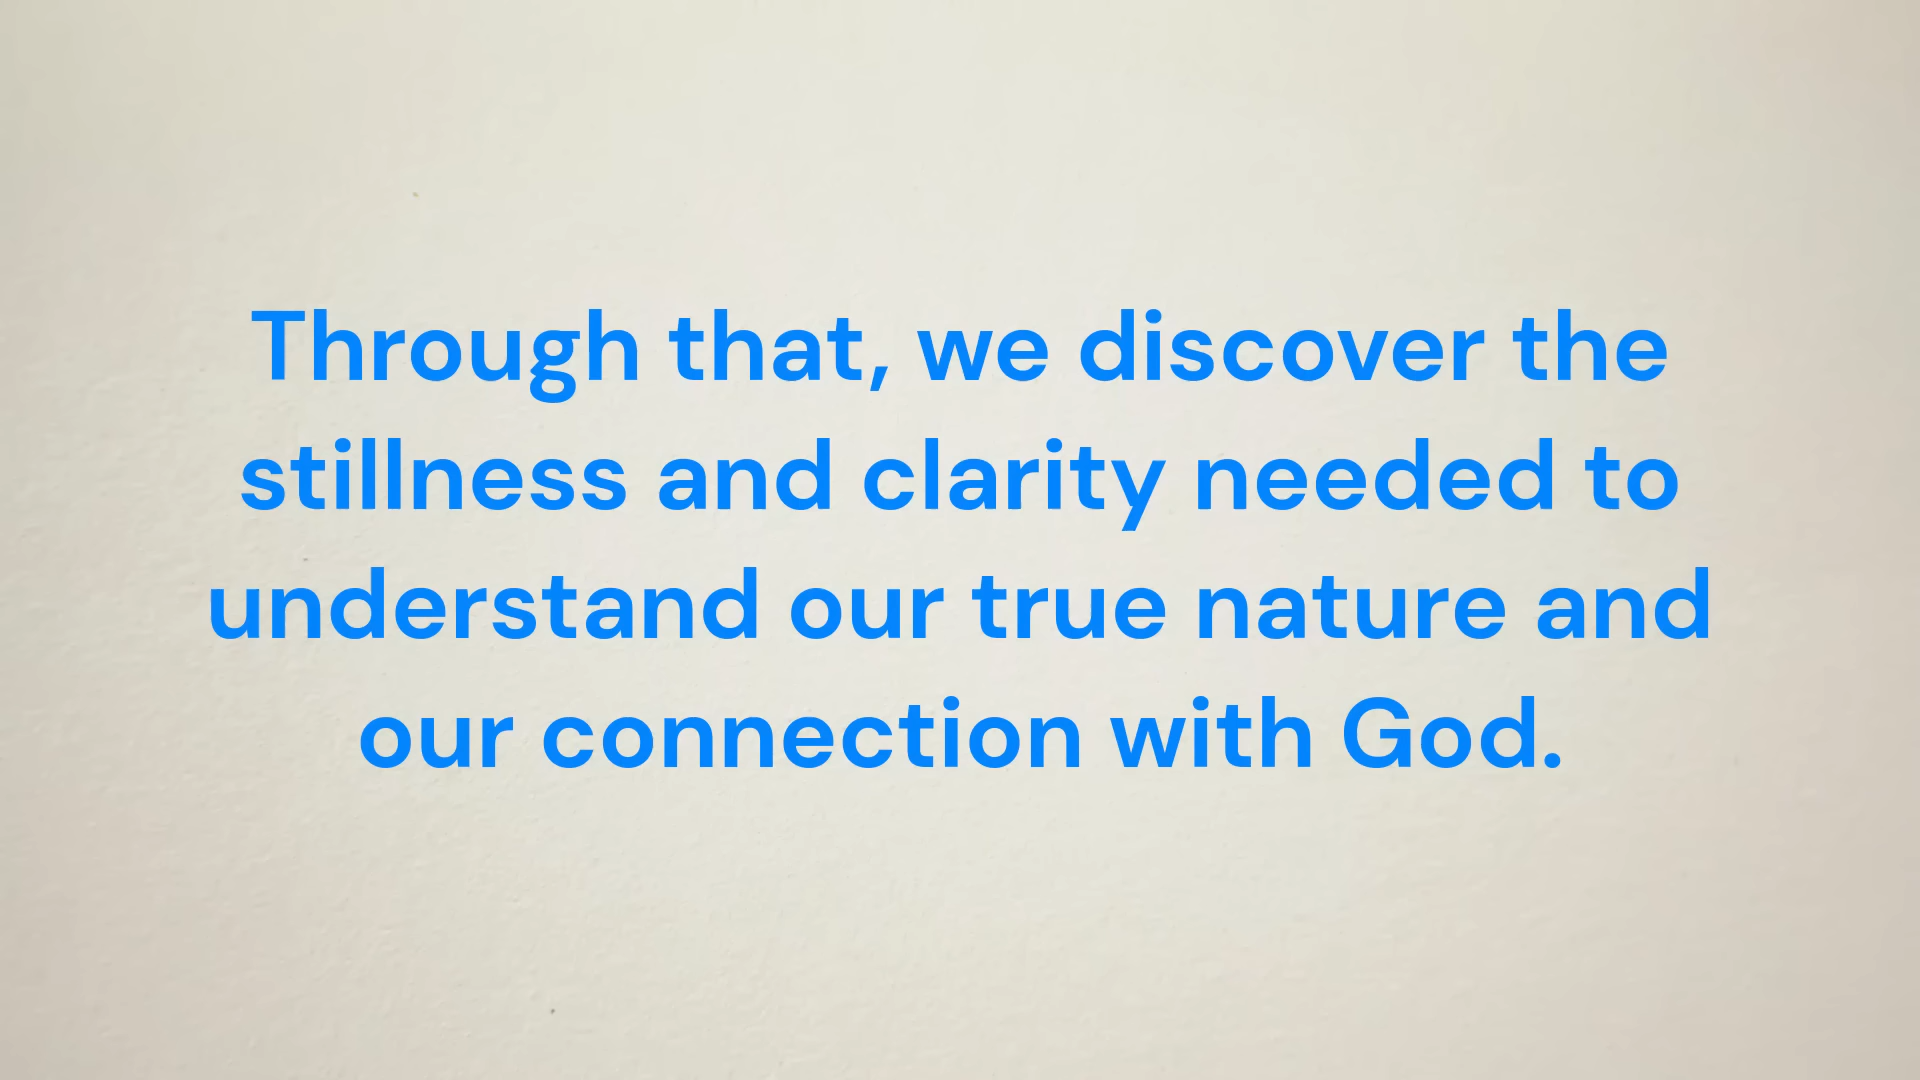 Through that, we discover the
stillness and clarity needed to
understand our true nature and
our connection with God.